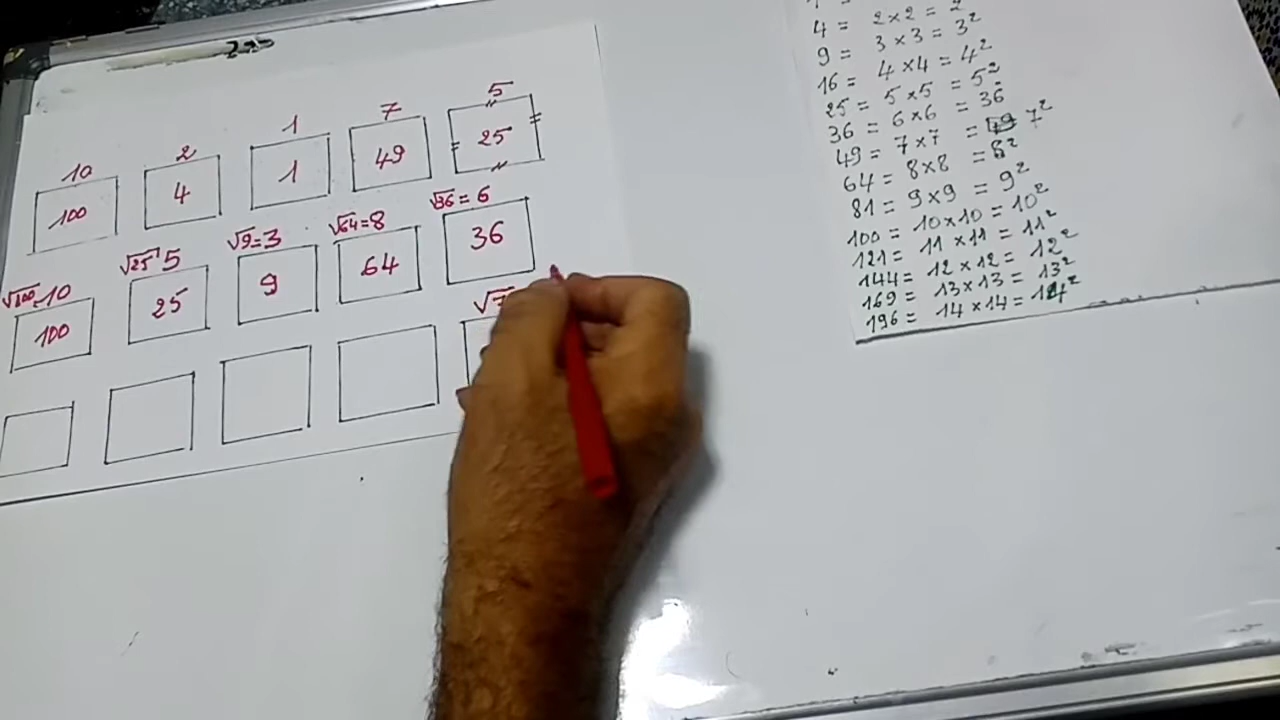 10 2 1 7 5
100 4 1 49 25
√100=10 √25=5 √9=3 √64=8 √36=6
100 25 9 64 36
4 = 2×2 = 2
9 = 3×3 = 3²
16 = 4×4 = 4²
25 = 5×5 = 5²
36 = 6×6 = 36
49 = 7×7 = 7²
64 = 8×8 = 8²
81 = 9×9 = 9²
100 = 10×10 = 10²
121 = 11×11 = 11²
144 = 12×12 = 12²
169 = 13×13 = 13²
196 = 14×14 = 14²